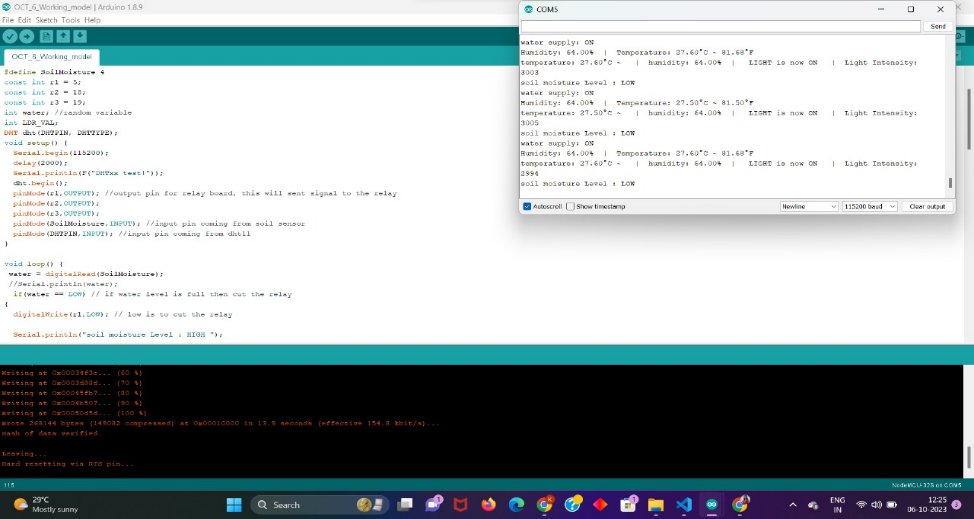 OCT_6_Working_model | Arduino 1.8.9
File Edit Sketch Tools Help
OCT_6_Working_model
#define SoilMoisture 4
const int r1 = 5;
const int r2 = 18;
const int r3 = 19;
int water; //random variable
int LDR_VAL;
DHT dht(DHTPIN, DHTTYPE);
void setup() {
Serial.begin(115200);
delay(2000);
Serial.println(F("DHTxx test!"));
dht.begin();
pinMode(r1,OUTPUT); //output pin for relay board, this will sent signal to the relay
pinMode(r2,OUTPUT);
pinMode(r3,OUTPUT);
pinMode(SoilMoisture,INPUT); //input pin coming from soil sensor
pinMode(DHTPIN,INPUT); //input pin coming from dht11
}
void loop() {
water = digitalRead(SoilMoisture);
//Serial.println(water);
if(water == LOW) // if water level is full then cut the relay
{
digitalWrite(r1,LOW); // low is to cut the relay
Serial.println("soil moisture Level : HIGH ");
COM5
Send
water supply: ON
Humidity: 64.00% | Temperature: 27.60°C ~ 81.68°F
temperature: 27.60°C ~ | humidity: 64.00% | LIGHT is now ON | Light Intensity:
3003
soil moisture Level : LOW
water supply: ON
Humidity: 64.00% | Temperature: 27.50°C ~ 81.50°F
temperature: 27.50°C ~ | humidity: 64.00% | LIGHT is now ON | Light Intensity:
3005
soil moisture Level : LOW
water supply: ON
Humidity: 64.00% | Temperature: 27.60°C ~ 81.68°F
temperature: 27.60°C ~ | humidity: 64.00% | LIGHT is now ON | Light Intensity:
2994
soil moisture Level : LOW
Autoscroll Show timestamp Newline 115200 baud Clear output
Writing at 0x00034f3c... (60 %)
Writing at 0x0003d88d... (70 %)
Writing at 0x00045fb7... (80 %)
Writing at 0x0004b507... (90 %)
Writing at 0x00050d5d... (100 %)
Wrote 268144 bytes (149082 compressed) at 0x00010000 in 13.5 seconds (effective 154.8 kbit/s)...
Hash of data verified.
Leaving...
Hard resetting via RTS pin...
115
NodeMCU-32S on COM5
29°C
Mostly sunny
Search
ENG
IN
12:25
06-10-2023